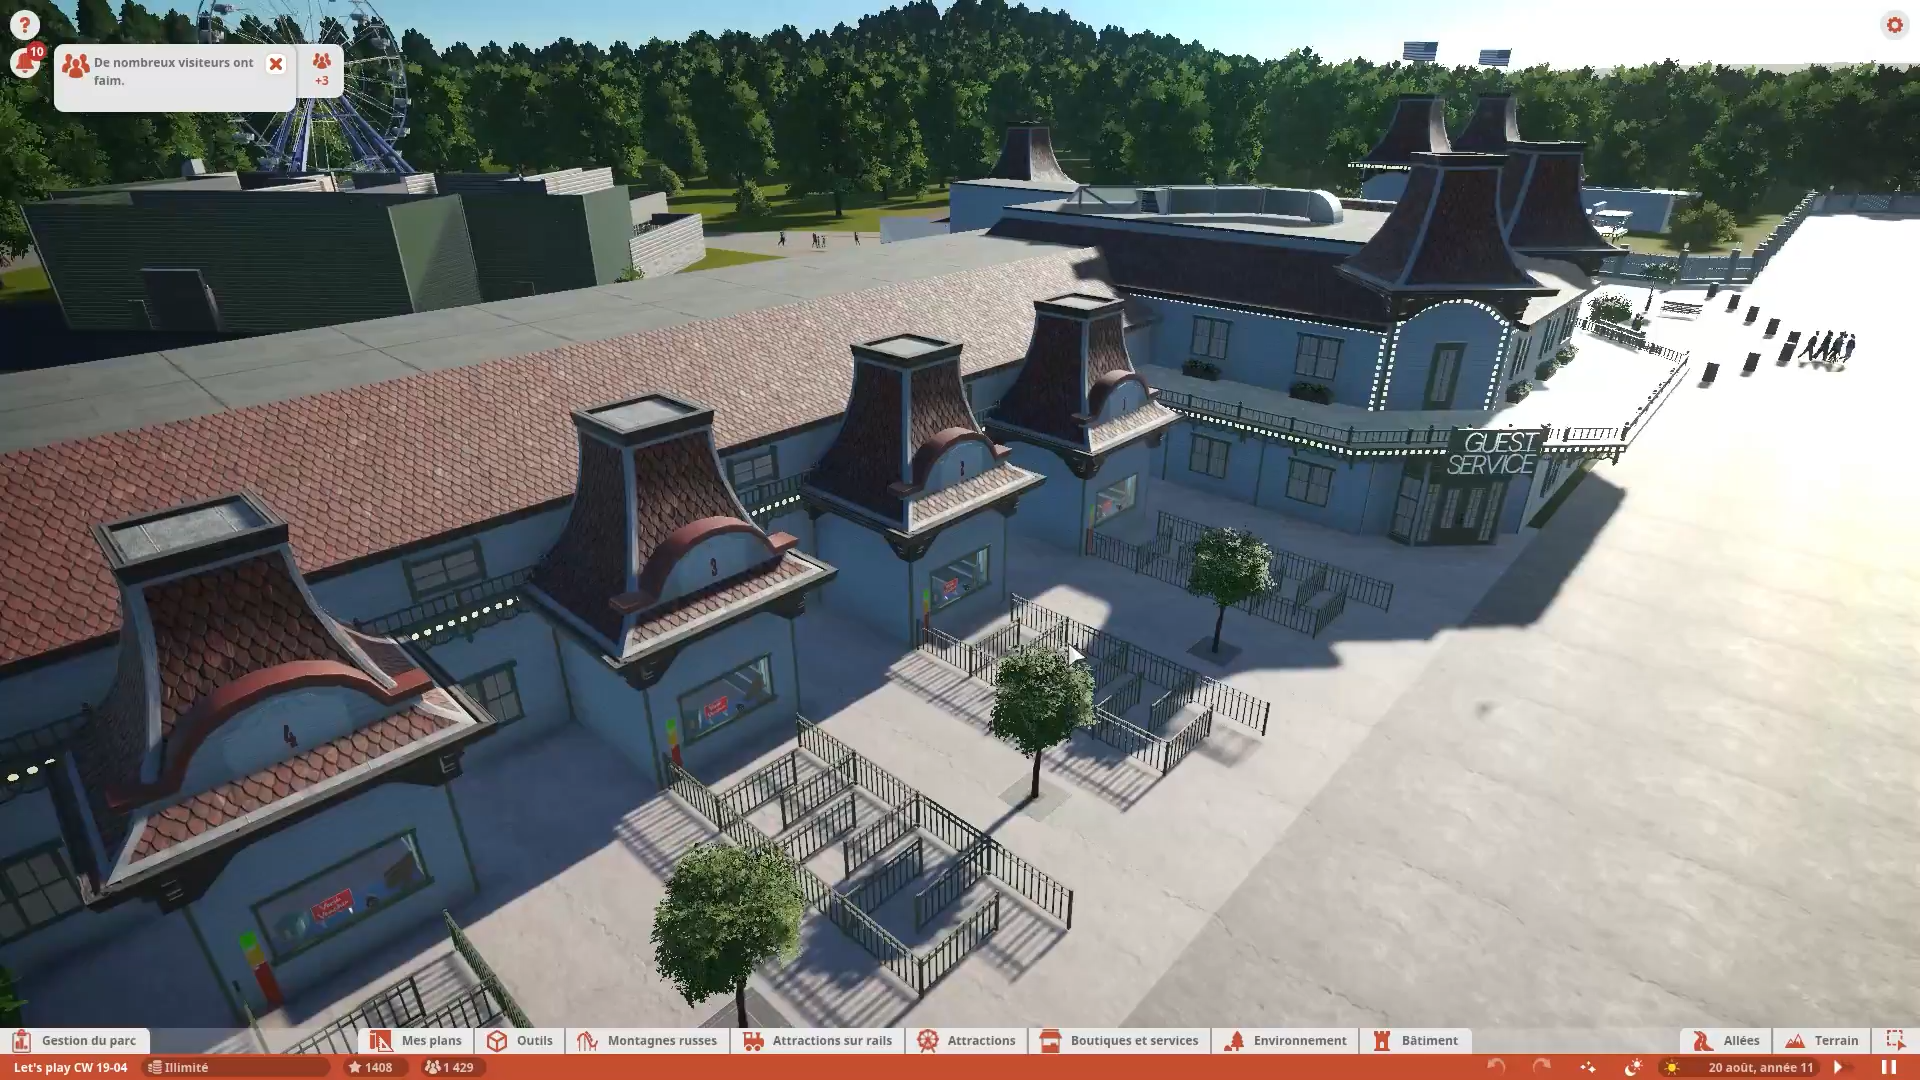 ?
10
De nombreux visiteurs ont
faim.
+3
1
2
3
4
GUEST
SERVICE
Gestion du parc
Mes plans
Outils
Montagnes russes
Attractions sur rails
Attractions
Boutiques et services
Environnement
Bâtiment
Allées
Terrain
Let's play CW 19-04
Illimité
1408
1 429
20 août, année 11